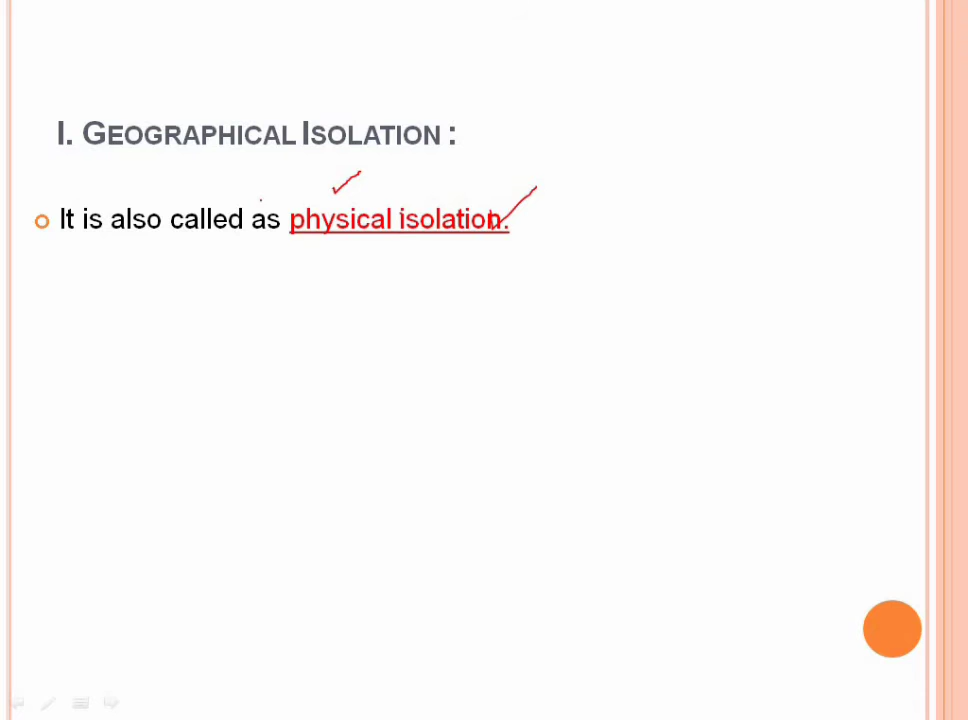 I. GEOGRAPHICAL ISOLATION :
It is also called as physical isolation.